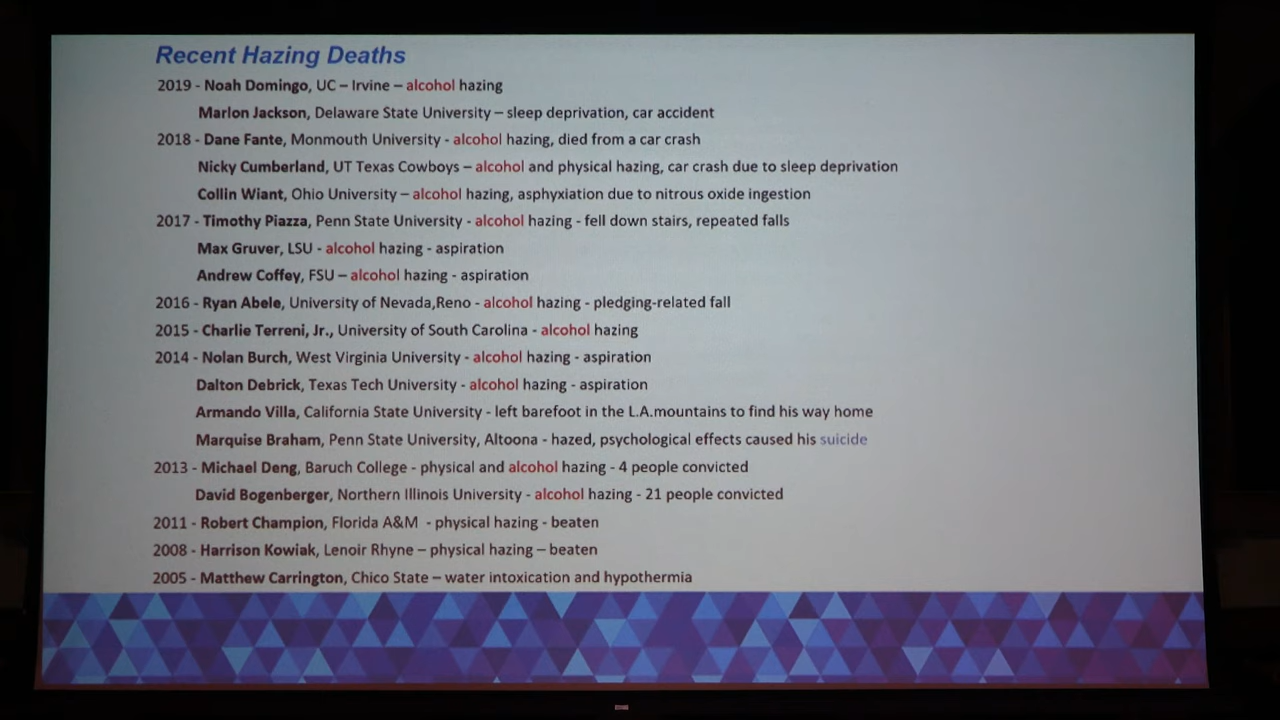 Recent Hazing Deaths
2019 - Noah Domingo, UC – Irvine – alcohol hazing
Marlon Jackson, Delaware State University – sleep deprivation, car accident
2018 - Dane Fante, Monmouth University - alcohol hazing, died from a car crash
Nicky Cumberland, UT Texas Cowboys – alcohol and physical hazing, car crash due to sleep deprivation
Collin Wiant, Ohio University – alcohol hazing, asphyxiation due to nitrous oxide ingestion
2017 - Timothy Piazza, Penn State University - alcohol hazing - fell down stairs, repeated falls
Max Gruver, LSU - alcohol hazing - aspiration
Andrew Coffey, FSU – alcohol hazing - aspiration
2016 - Ryan Abele, University of Nevada,Reno - alcohol hazing - pledging-related fall
2015 - Charlie Terreni, Jr., University of South Carolina - alcohol hazing
2014 - Nolan Burch, West Virginia University - alcohol hazing - aspiration
Dalton Debrick, Texas Tech University - alcohol hazing - aspiration
Armando Villa, California State University - left barefoot in the L.A.mountains to find his way home
Marquise Braham, Penn State University, Altoona - hazed, psychological effects caused his suicide
2013 - Michael Deng, Baruch College - physical and alcohol hazing - 4 people convicted
David Bogenberger, Northern Illinois University - alcohol hazing - 21 people convicted
2011 - Robert Champion, Florida A&M - physical hazing - beaten
2008 - Harrison Kowiak, Lenoir Rhyne – physical hazing – beaten
2005 - Matthew Carrington, Chico State – water intoxication and hypothermia